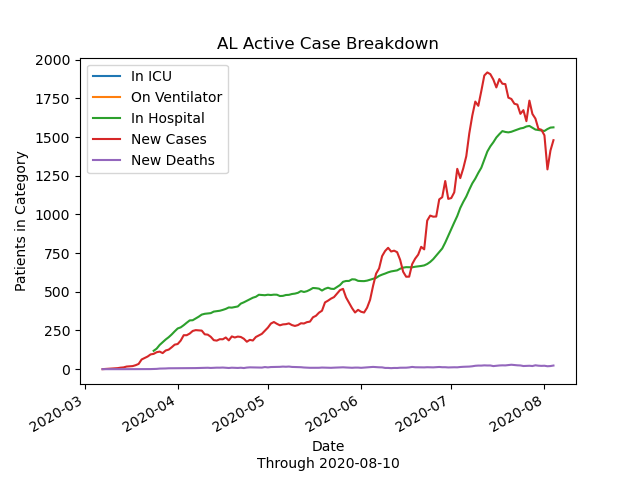 AL Active Case Breakdown
In ICU
On Ventilator
In Hospital
New Cases
New Deaths
2000
1750
1500
1250
1000
750
500
250
0
Patients in Category
2020-03
2020-04
2020-05
2020-06
2020-07
2020-08
Date
Through 2020-08-10